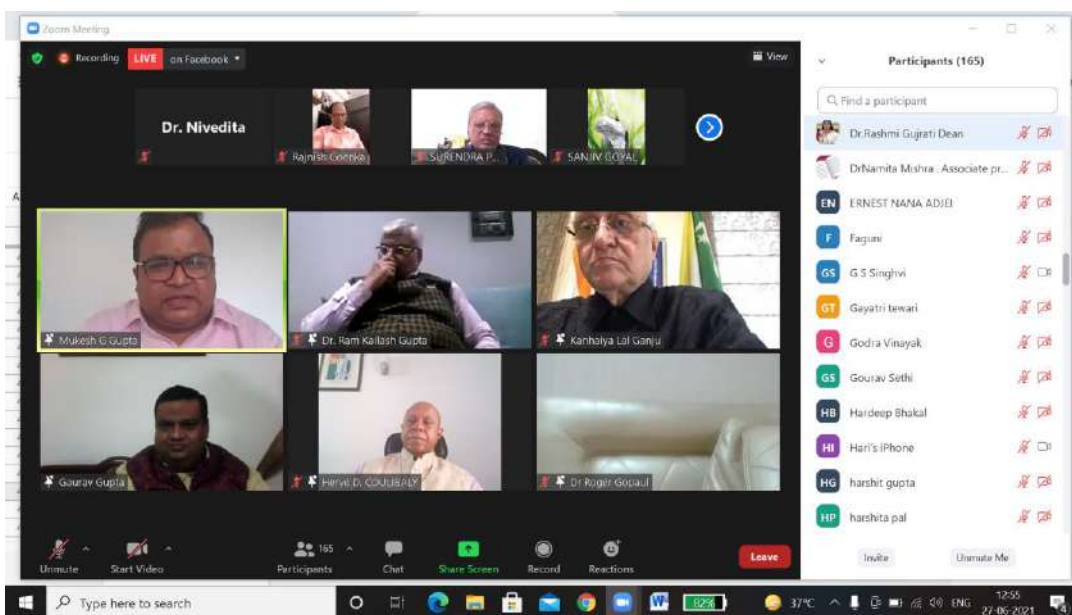 Zoom Meeting
Recording LIVE on Facebook
View
Dr. Nivedita
Rajnish Goenka
SURENDRA P...
SANJIV GOYAL
Mukesh G Gupta
Dr. Ram Kailash Gupta
Kanhaiya Lal Ganju
Gaurav Gupta
Herve D. COULIBALY
Dr Roger Gopaul
Unmute
Start Video
165
Participants
Chat
Share Screen
Record
Reactions
Leave
Participants (165)
Find a participant
Dr.Rashmi Gujrati Dean
DrNamita Mishra . Associate pr...
EN ERNEST NANA ADJEI
F Faguni
GS G S Singhvi
GT Gayatri tewari
G Godra Vinayak
GS Gourav Sethi
HB Hardeep Bhakal
HI Hari's iPhone
HG harshit gupta
HP harshita pal
Invite
Unmute Me
Type here to search
82%
37°C
ENG
12:55
27-06-2021